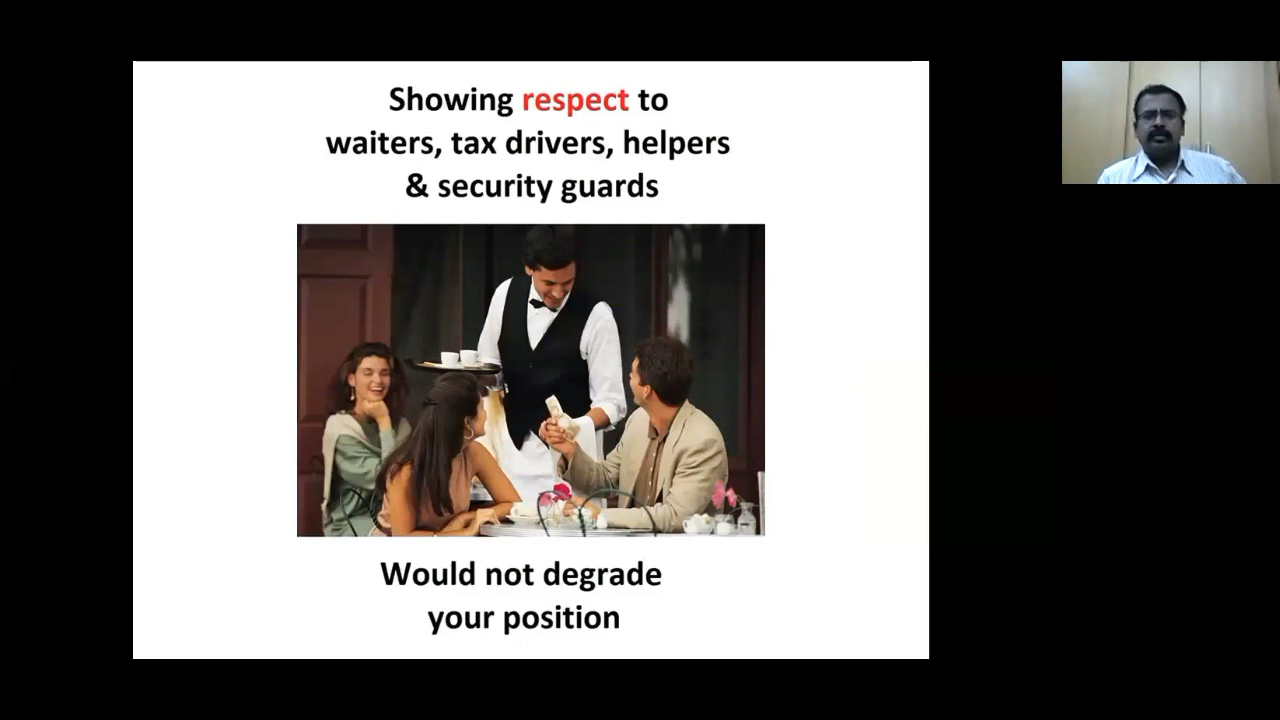 Showing respect to
waiters, tax drivers, helpers
& security guards
Would not degrade
your position